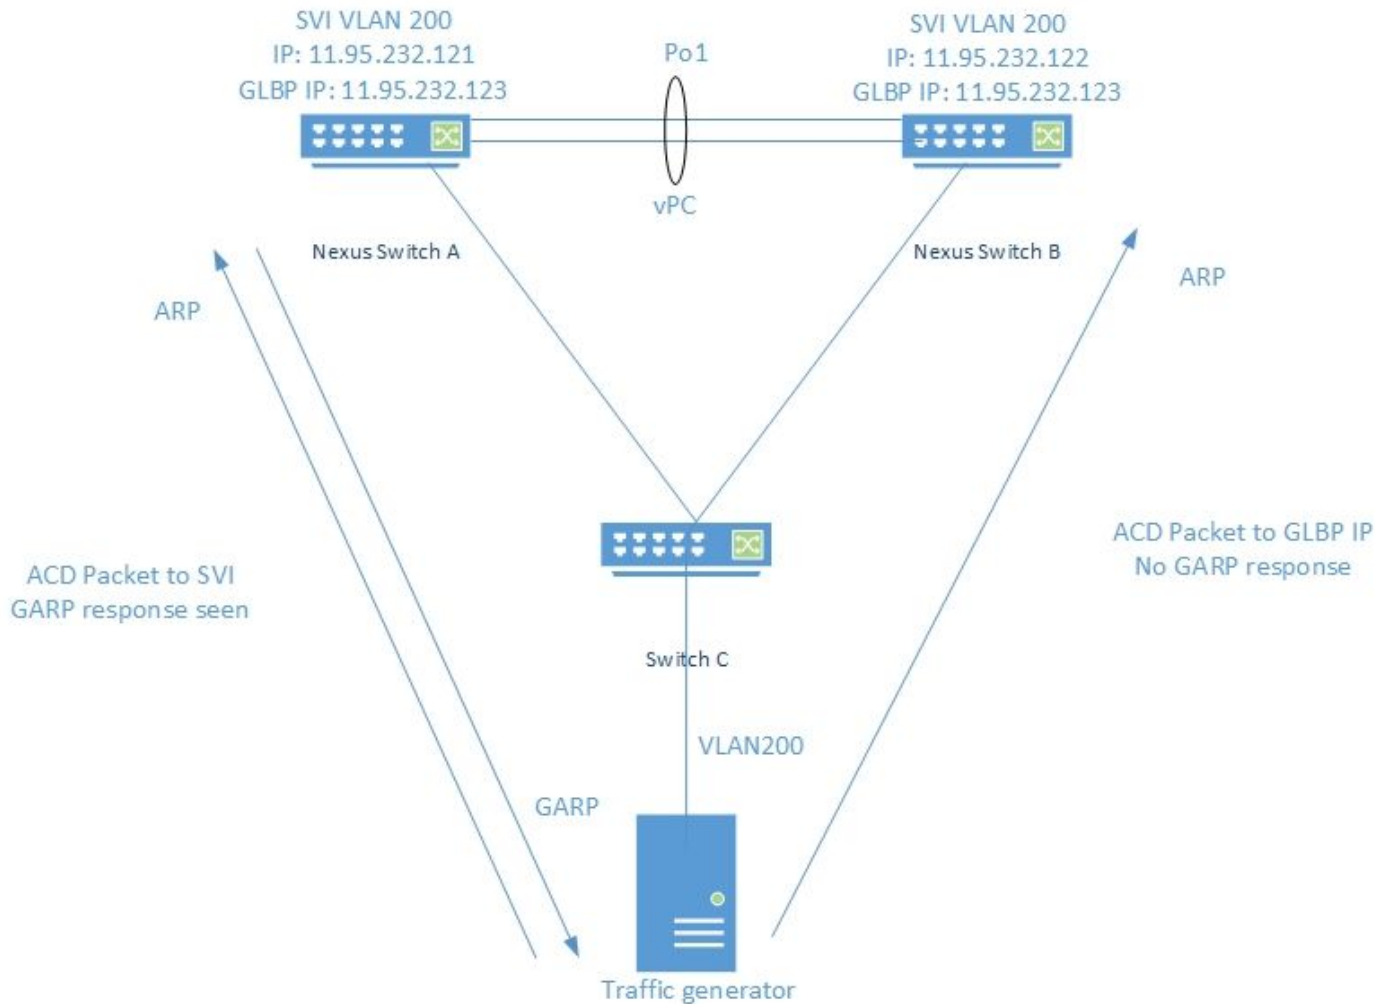 SVI VLAN 200
IP: 11.95.232.121
GLBP IP: 11.95.232.123
Po1
SVI VLAN 200
IP: 11.95.232.122
GLBP IP: 11.95.232.123
vPC
Nexus Switch A
Nexus Switch B
ARP
ARP
ACD Packet to SVI
GARP response seen
ACD Packet to GLBP IP
No GARP response
Switch C
VLAN200
GARP
Traffic generator